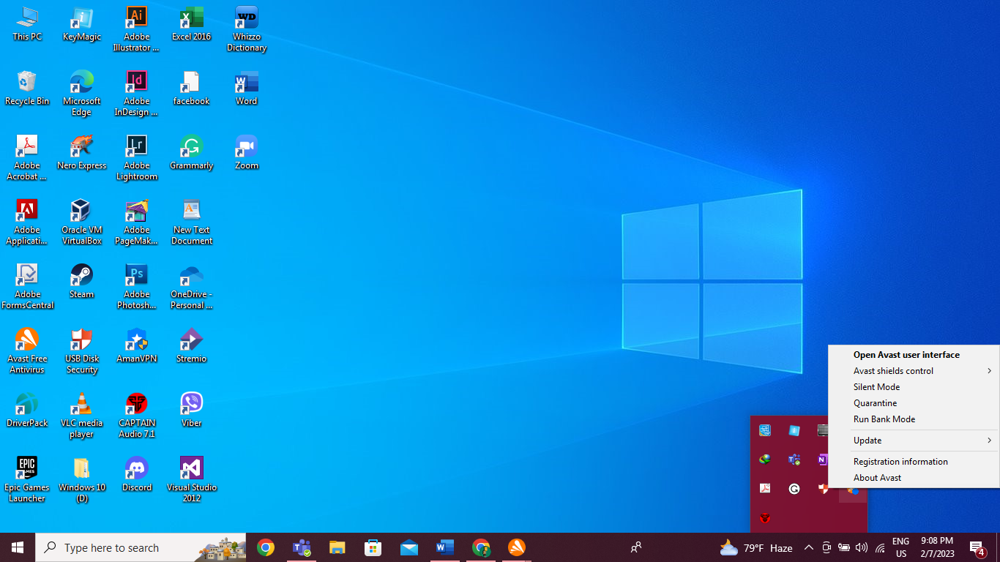 This PC
KeyMagic
Adobe
Illustrator ...
Excel 2016
Whizzo
Dictionary
WD
Recycle Bin
Microsoft
Edge
Adobe
InDesign ...
facebook
Word
Adobe
Acrobat ...
Nero Express
Adobe
Lightroom
Grammarly
Zoom
Adobe
Applicati...
Oracle VM
VirtualBox
Adobe
PageMak...
New Text
Document
Adobe
FormsCentral
Steam
Adobe
Photosh...
OneDrive -
Personal ...
Avast Free
Antivirus
USB Disk
Security
AmanVPN
Stremio
DriverPack
VLC media
player
CAPTAIN
Audio 7.1
Viber
Epic Games
Launcher
Windows 10
(D)
Discord
Visual Studio
2012
Open Avast user interface
Avast shields control
Silent Mode
Quarantine
Run Bank Mode
Update
Registration information
About Avast
Type here to search
79°F Haze
ENG
US
9:08 PM
2/7/2023
4